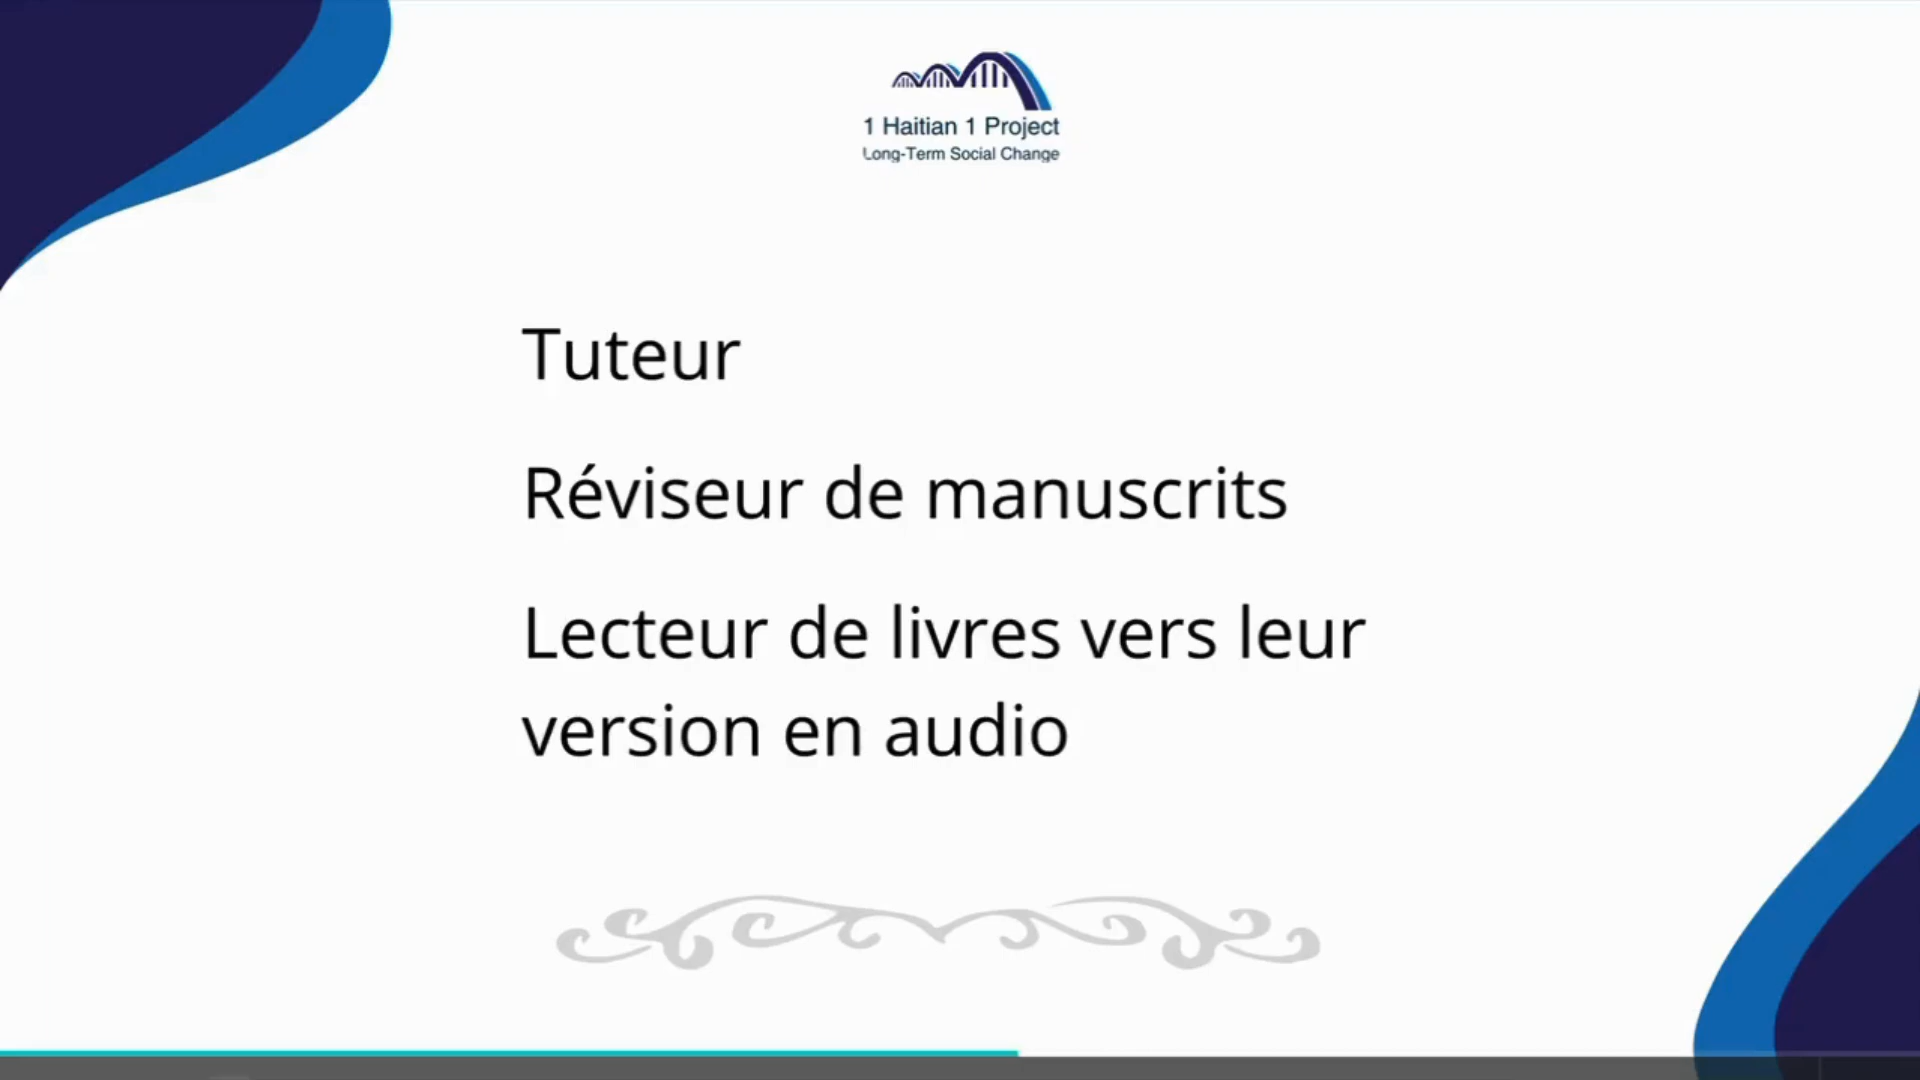 1 Haitian 1 Project
Long-Term Social Change
Tuteur
Réviseur de manuscrits
Lecteur de livres vers leur
version en audio